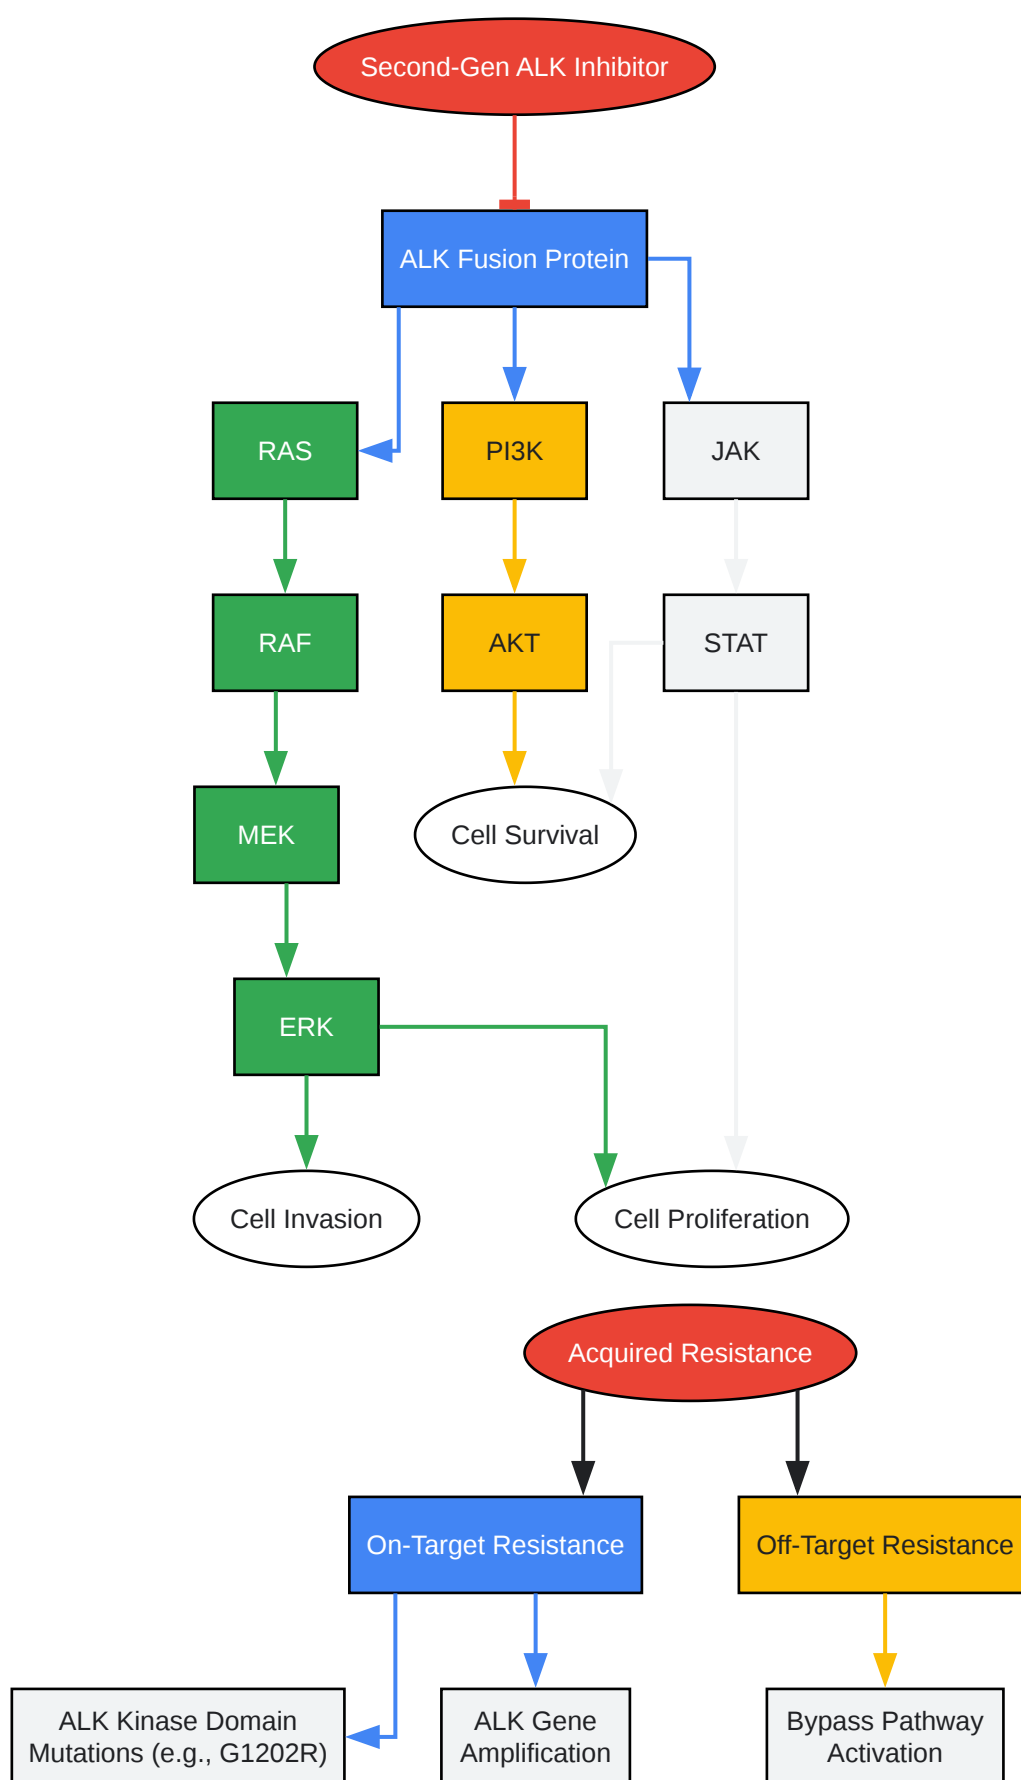 Second-Gen ALK Inhibitor
ALK Fusion Protein
RAS
PI3K
JAK
RAF
AKT
STAT
MEK
Cell Survival
ERK
Cell Invasion
Cell Proliferation
Acquired Resistance
On-Target Resistance
Off-Target Resistance
ALK Kinase Domain
Mutations (e.g., G1202R)
ALK Gene
Amplification
Bypass Pathway
Activation